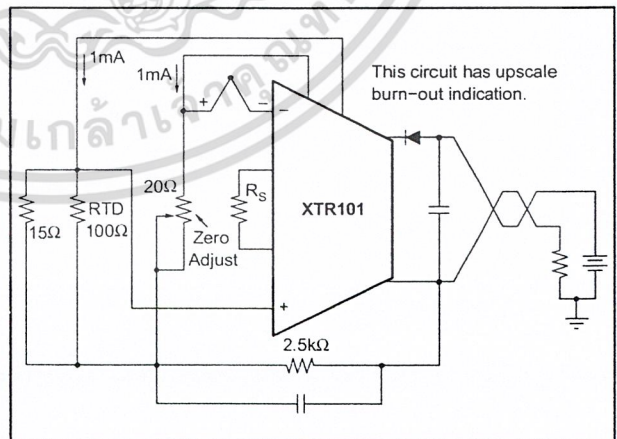 1mA
1mA
This circuit has upscale
burn−out indication.
+
−
−
20Ω
R_S
XTR101
15Ω
RTD
100Ω
Zero
Adjust
+
2.5kΩ